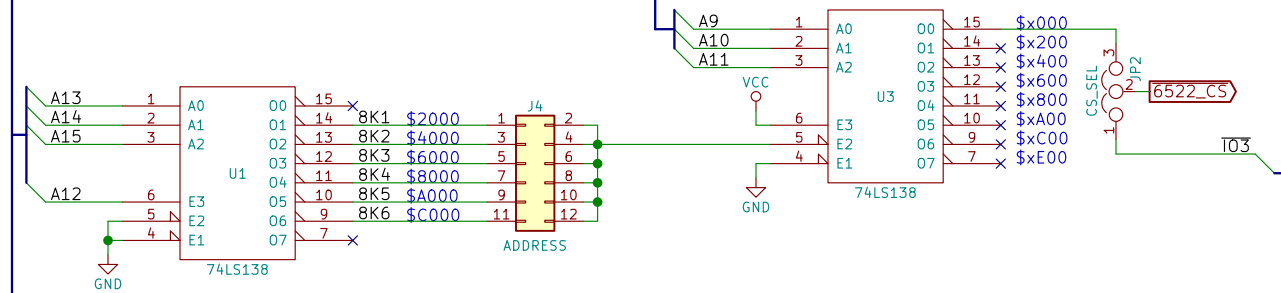 A13
A14
A15
A12
1
2
3
6
5
4
A0
A1
A2
E3
E2
E1
U1
O0
O1
O2
O3
O4
O5
O6
O7
15
14
13
12
11
10
9
7
74LS138
GND
8K1 $2000
8K2 $4000
8K3 $6000
8K4 $8000
8K5 $A000
8K6 $C000
J4
1 2
3 4
5 6
7 8
9 10
11 12
ADDRESS
A9
A10
A11
VCC
GND
1
2
3
6
5
4
A0
A1
A2
E3
E2
E1
U3
O0
O1
O2
O3
O4
O5
O6
O7
15 $x000
14 $x200
13 $x400
12 $x600
11 $x800
10 $xA00
9 $xC00
7 $xE00
74LS138
CS_SEL
3
2
1
JP2
6522_CS
IO3